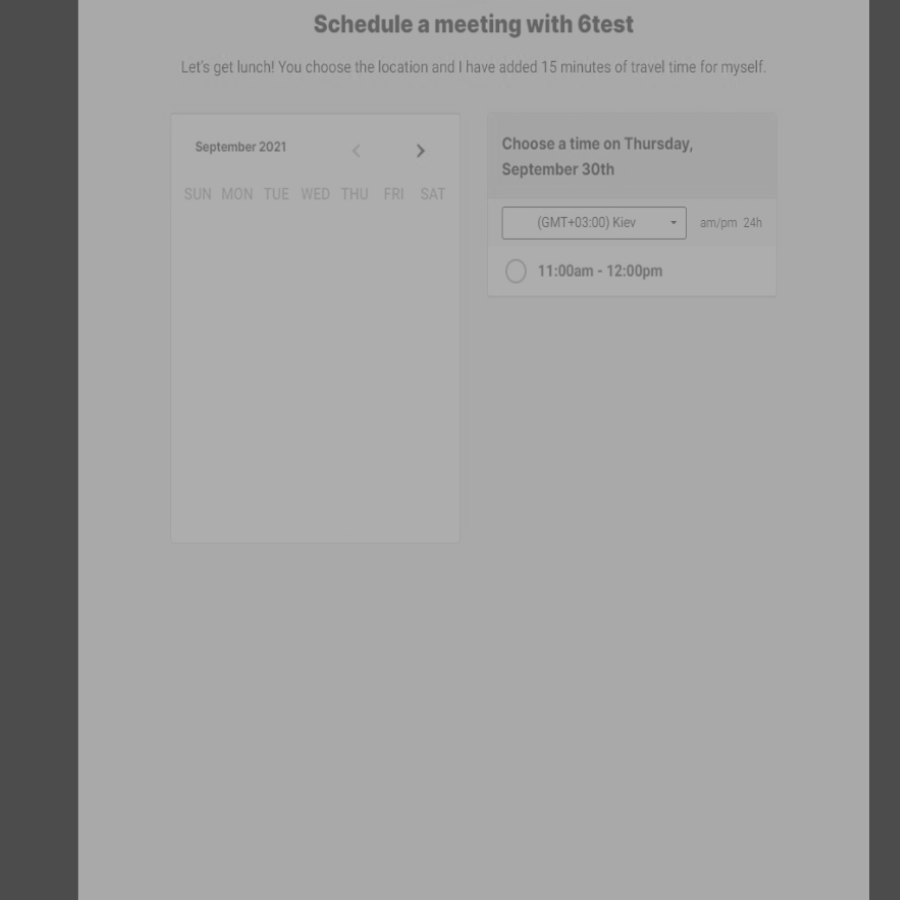 Schedule a meeting with 6test
Let's get lunch! You choose the location and I have added 15 minutes of travel time for myself.
September 2021
SUN MON TUE WED THU FRI SAT
Choose a time on Thursday,
September 30th
(GMT+03:00) Kiev am/pm 24h
11:00am - 12:00pm